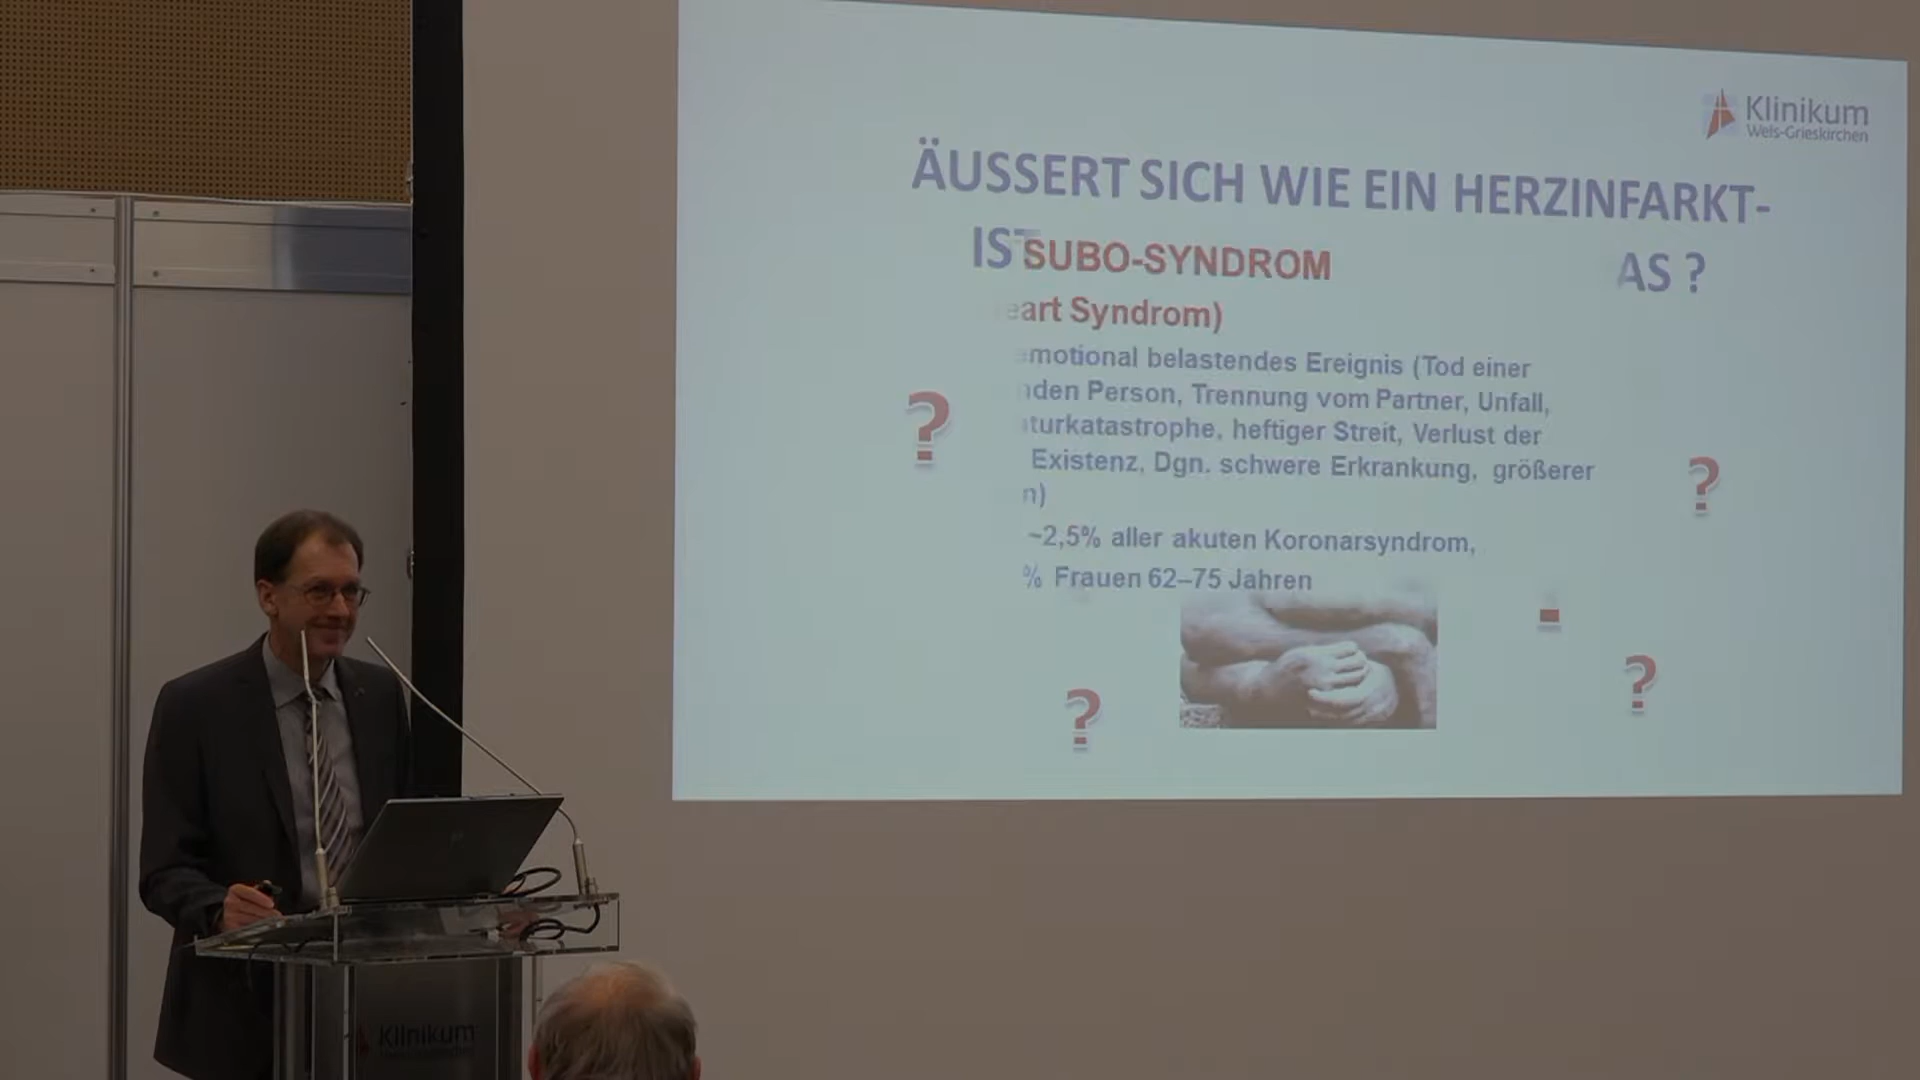 Klinikum
Wels-Grieskirchen
ÄUSSERT SICH WIE EIN HERZINFARKT-
IST SUBO-SYNDROM AS ?
eart Syndrom)
emotional belastendes Ereignis (Tod einer
nden Person, Trennung vom Partner, Unfall,
turkatastrophe, heftiger Streit, Verlust der
Existenz, Dgn. schwere Erkrankung, größerer
n)
~2,5% aller akuten Koronarsyndrom,
% Frauen 62–75 Jahren
?
?
?
?
Klinikum